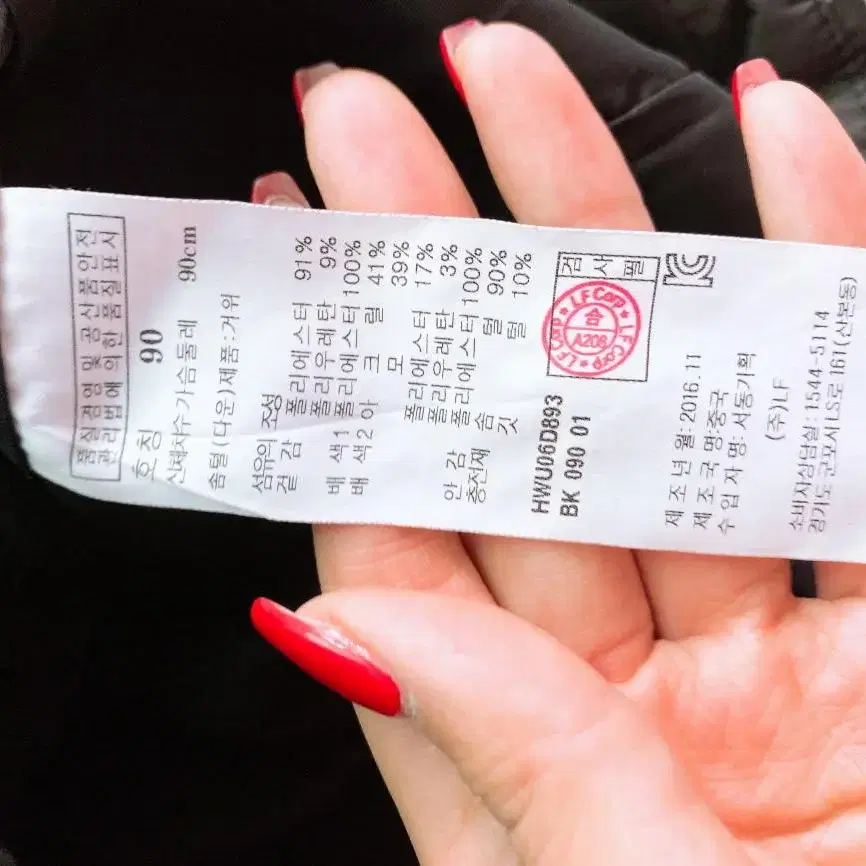 품질경영 및 공산품안전
관리법에 의한 품질표시
호칭 90
신체치수 가슴둘레 90cm
솜털(다운)제품:거위
섬유의 조성
겉 감 폴리에스터 91%
폴리우레탄 9%
배 색1 폴리에스터 100%
배 색2 아 크 릴 41%
모 39%
폴리에스터 17%
폴리우레탄 3%
안 감 폴리에스터 100%
충전재 솜 털 90%
깃 털 10%
HWU06D893
BK 090 01
검 사 필
LF Corp ★ LF Corp ★ LF Corp ★
합
A206
제 조 년 월: 2016.11
제 조 국 명: 중국
수 입 자 명: 서동기획
(주)LF
소비자상담실 : 1544-5114
경기도 군포시 LS로 161(산본동)